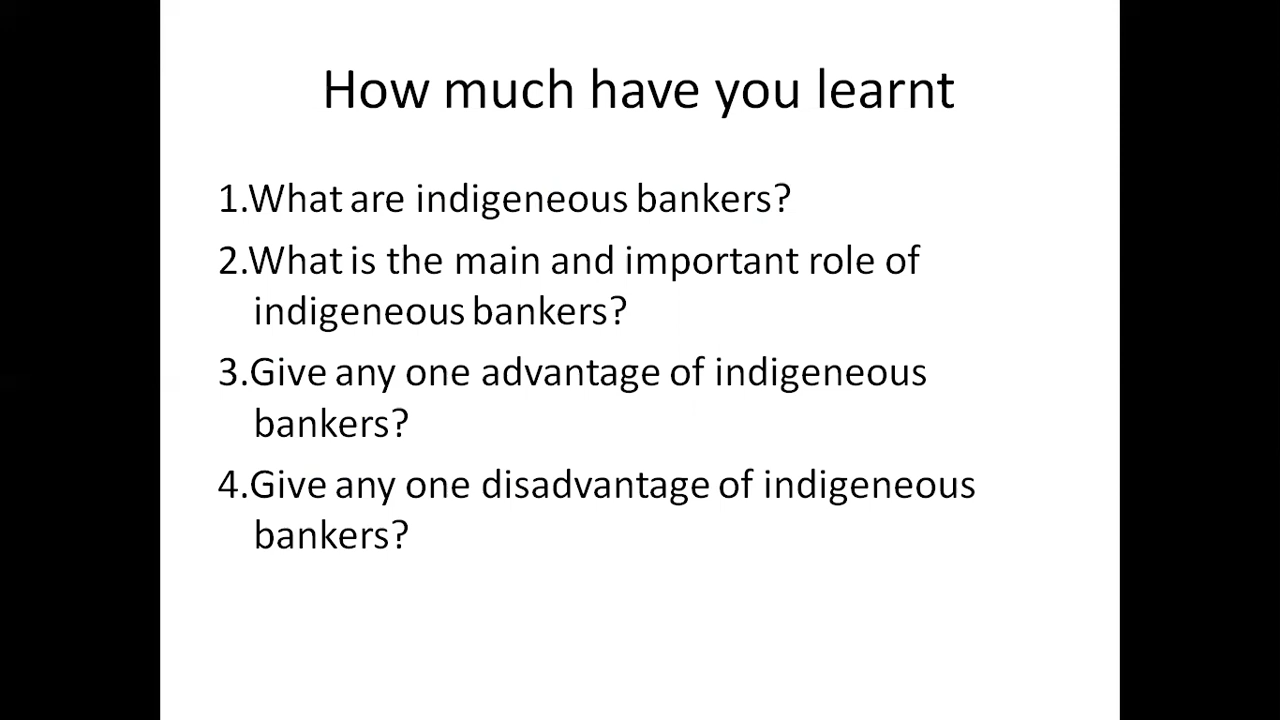 How much have you learnt
1.What are indigeneous bankers?
2.What is the main and important role of
indigeneous bankers?
3.Give any one advantage of indigeneous
bankers?
4.Give any one disadvantage of indigeneous
bankers?